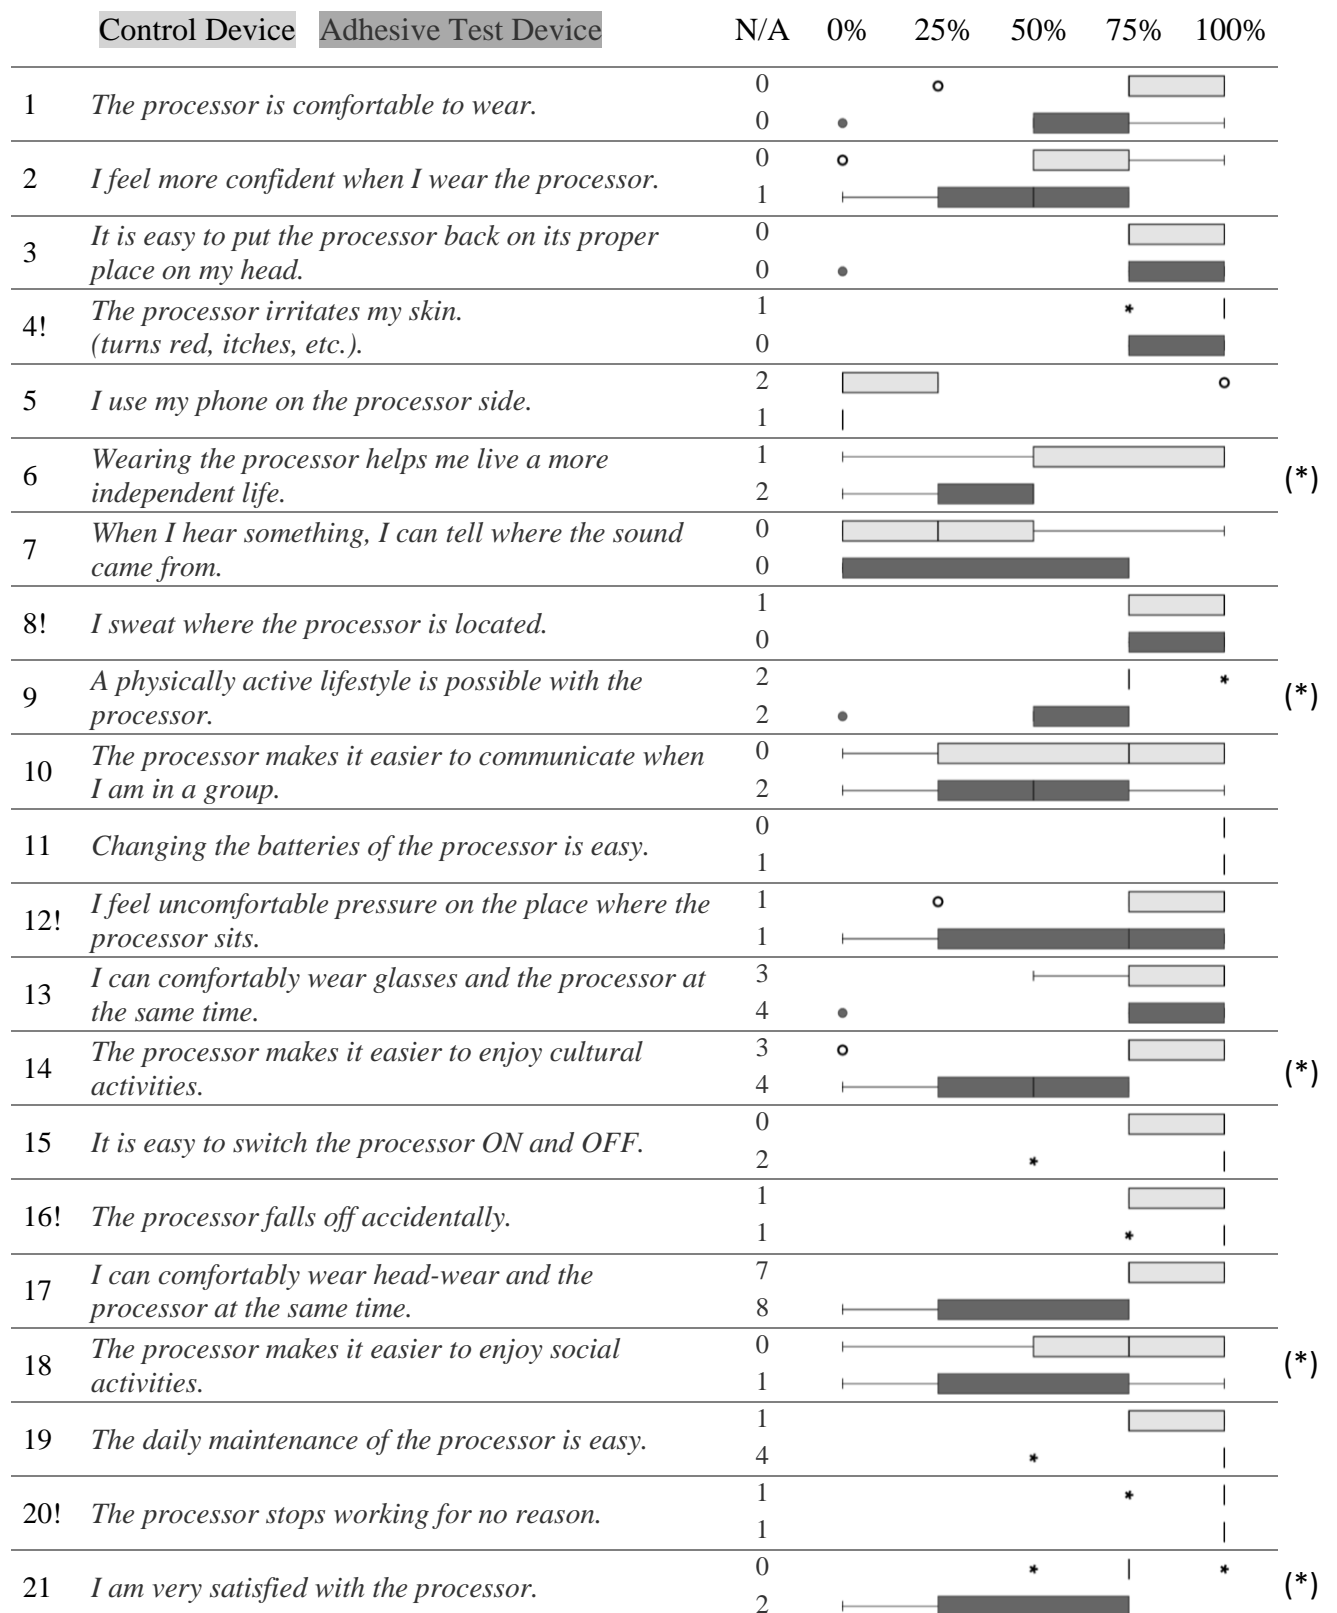 Control Device Adhesive Test Device N/A 0% 25% 50% 75% 100%
1 The processor is comfortable to wear. 0
0
2 I feel more confident when I wear the processor. 0
1
3 It is easy to put the processor back on its proper 0
place on my head. 0
4! The processor irritates my skin. 1
(turns red, itches, etc.). 0
5 I use my phone on the processor side. 2
1
6 Wearing the processor helps me live a more 1
independent life. 2 (*)
7 When I hear something, I can tell where the sound 0
came from. 0
8! I sweat where the processor is located. 1
0
9 A physically active lifestyle is possible with the 2
processor. 2 (*)
10 The processor makes it easier to communicate when 0
I am in a group. 2
11 Changing the batteries of the processor is easy. 0
1
12! I feel uncomfortable pressure on the place where the 1
processor sits. 1
13 I can comfortably wear glasses and the processor at 3
the same time. 4
14 The processor makes it easier to enjoy cultural 3
activities. 4 (*)
15 It is easy to switch the processor ON and OFF. 0
2
16! The processor falls off accidentally. 1
1
17 I can comfortably wear head-wear and the 7
processor at the same time. 8
18 The processor makes it easier to enjoy social 0
activities. 1 (*)
19 The daily maintenance of the processor is easy. 1
4
20! The processor stops working for no reason. 1
1
21 I am very satisfied with the processor. 0
2 (*)